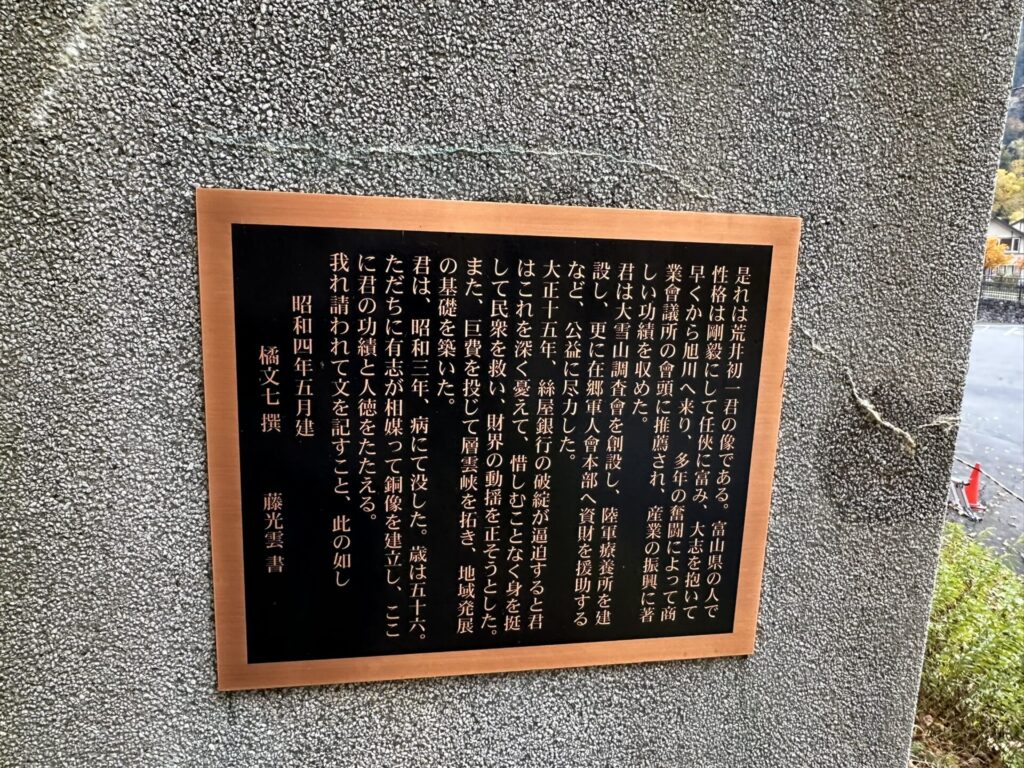 是れは荒井初一君の像である。富山県の人で
性格は剛毅にして任俠に富み、大志を抱いて
早くから旭川へ来り、多年の奮闘によって商
業會議所の會頭に推薦され、産業の振興に著
しい功績を収めた。
君は大雪山調査會を創設し、陸軍療養所を建
設し、更に在郷軍人會本部へ資財を援助する
など、公益に尽力した。
大正十五年、絲屋銀行の破綻が逼迫すると君
はこれを深く憂えて、惜しむことなく身を挺
して民衆を救い、財界の動揺を正そうとした。
また、巨費を投じて層雲峡を拓き、地域発展
の基礎を築いた。
君は、昭和三年、病にて没した。歳は五十六。
ただちに有志が相媒って銅像を建立し、ここ
に君の功績と人徳をたたえる。
我れ請われて文を記すこと、此の如し
昭和四年五月建
橘文七 撰 藤光雲 書